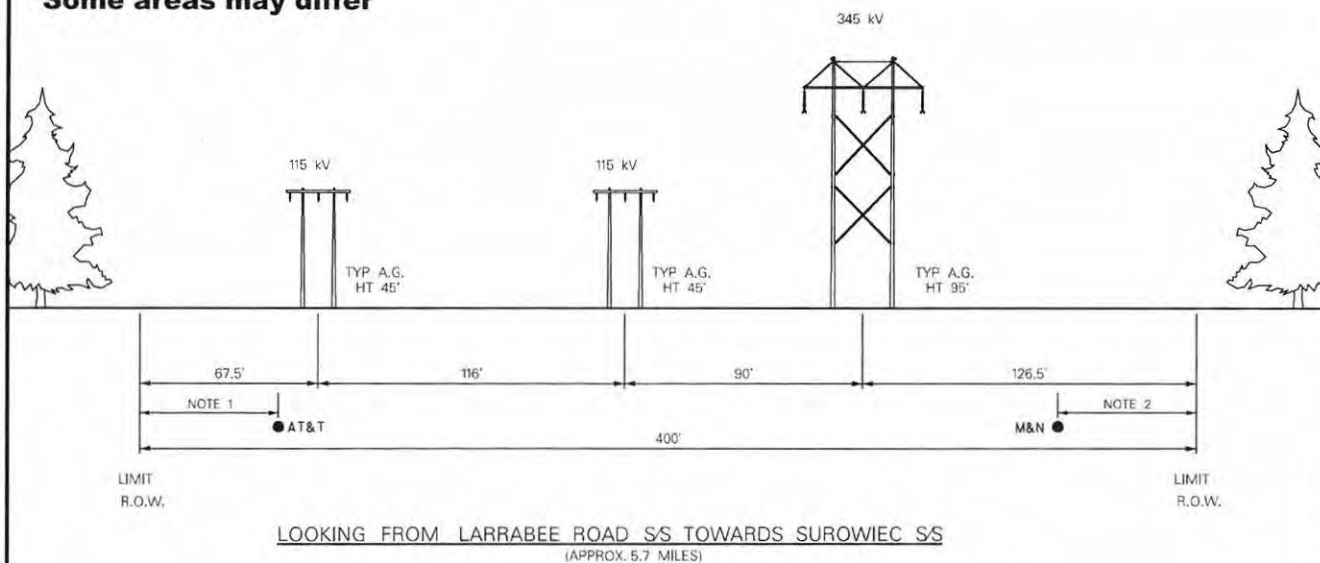 Some areas may differ
345 kV
115 kV
115 kV
TYP A.G.
HT 45'
TYP A.G.
HT 45'
TYP A.G.
HT 95'
67.5'
116'
90'
126.5'
NOTE 1
NOTE 2
AT&T
M&N
400'
LIMIT
R.O.W.
LIMIT
R.O.W.
LOOKING FROM LARRABEE ROAD S/S TOWARDS SUROWIEC S/S
(APPROX. 5.7 MILES)